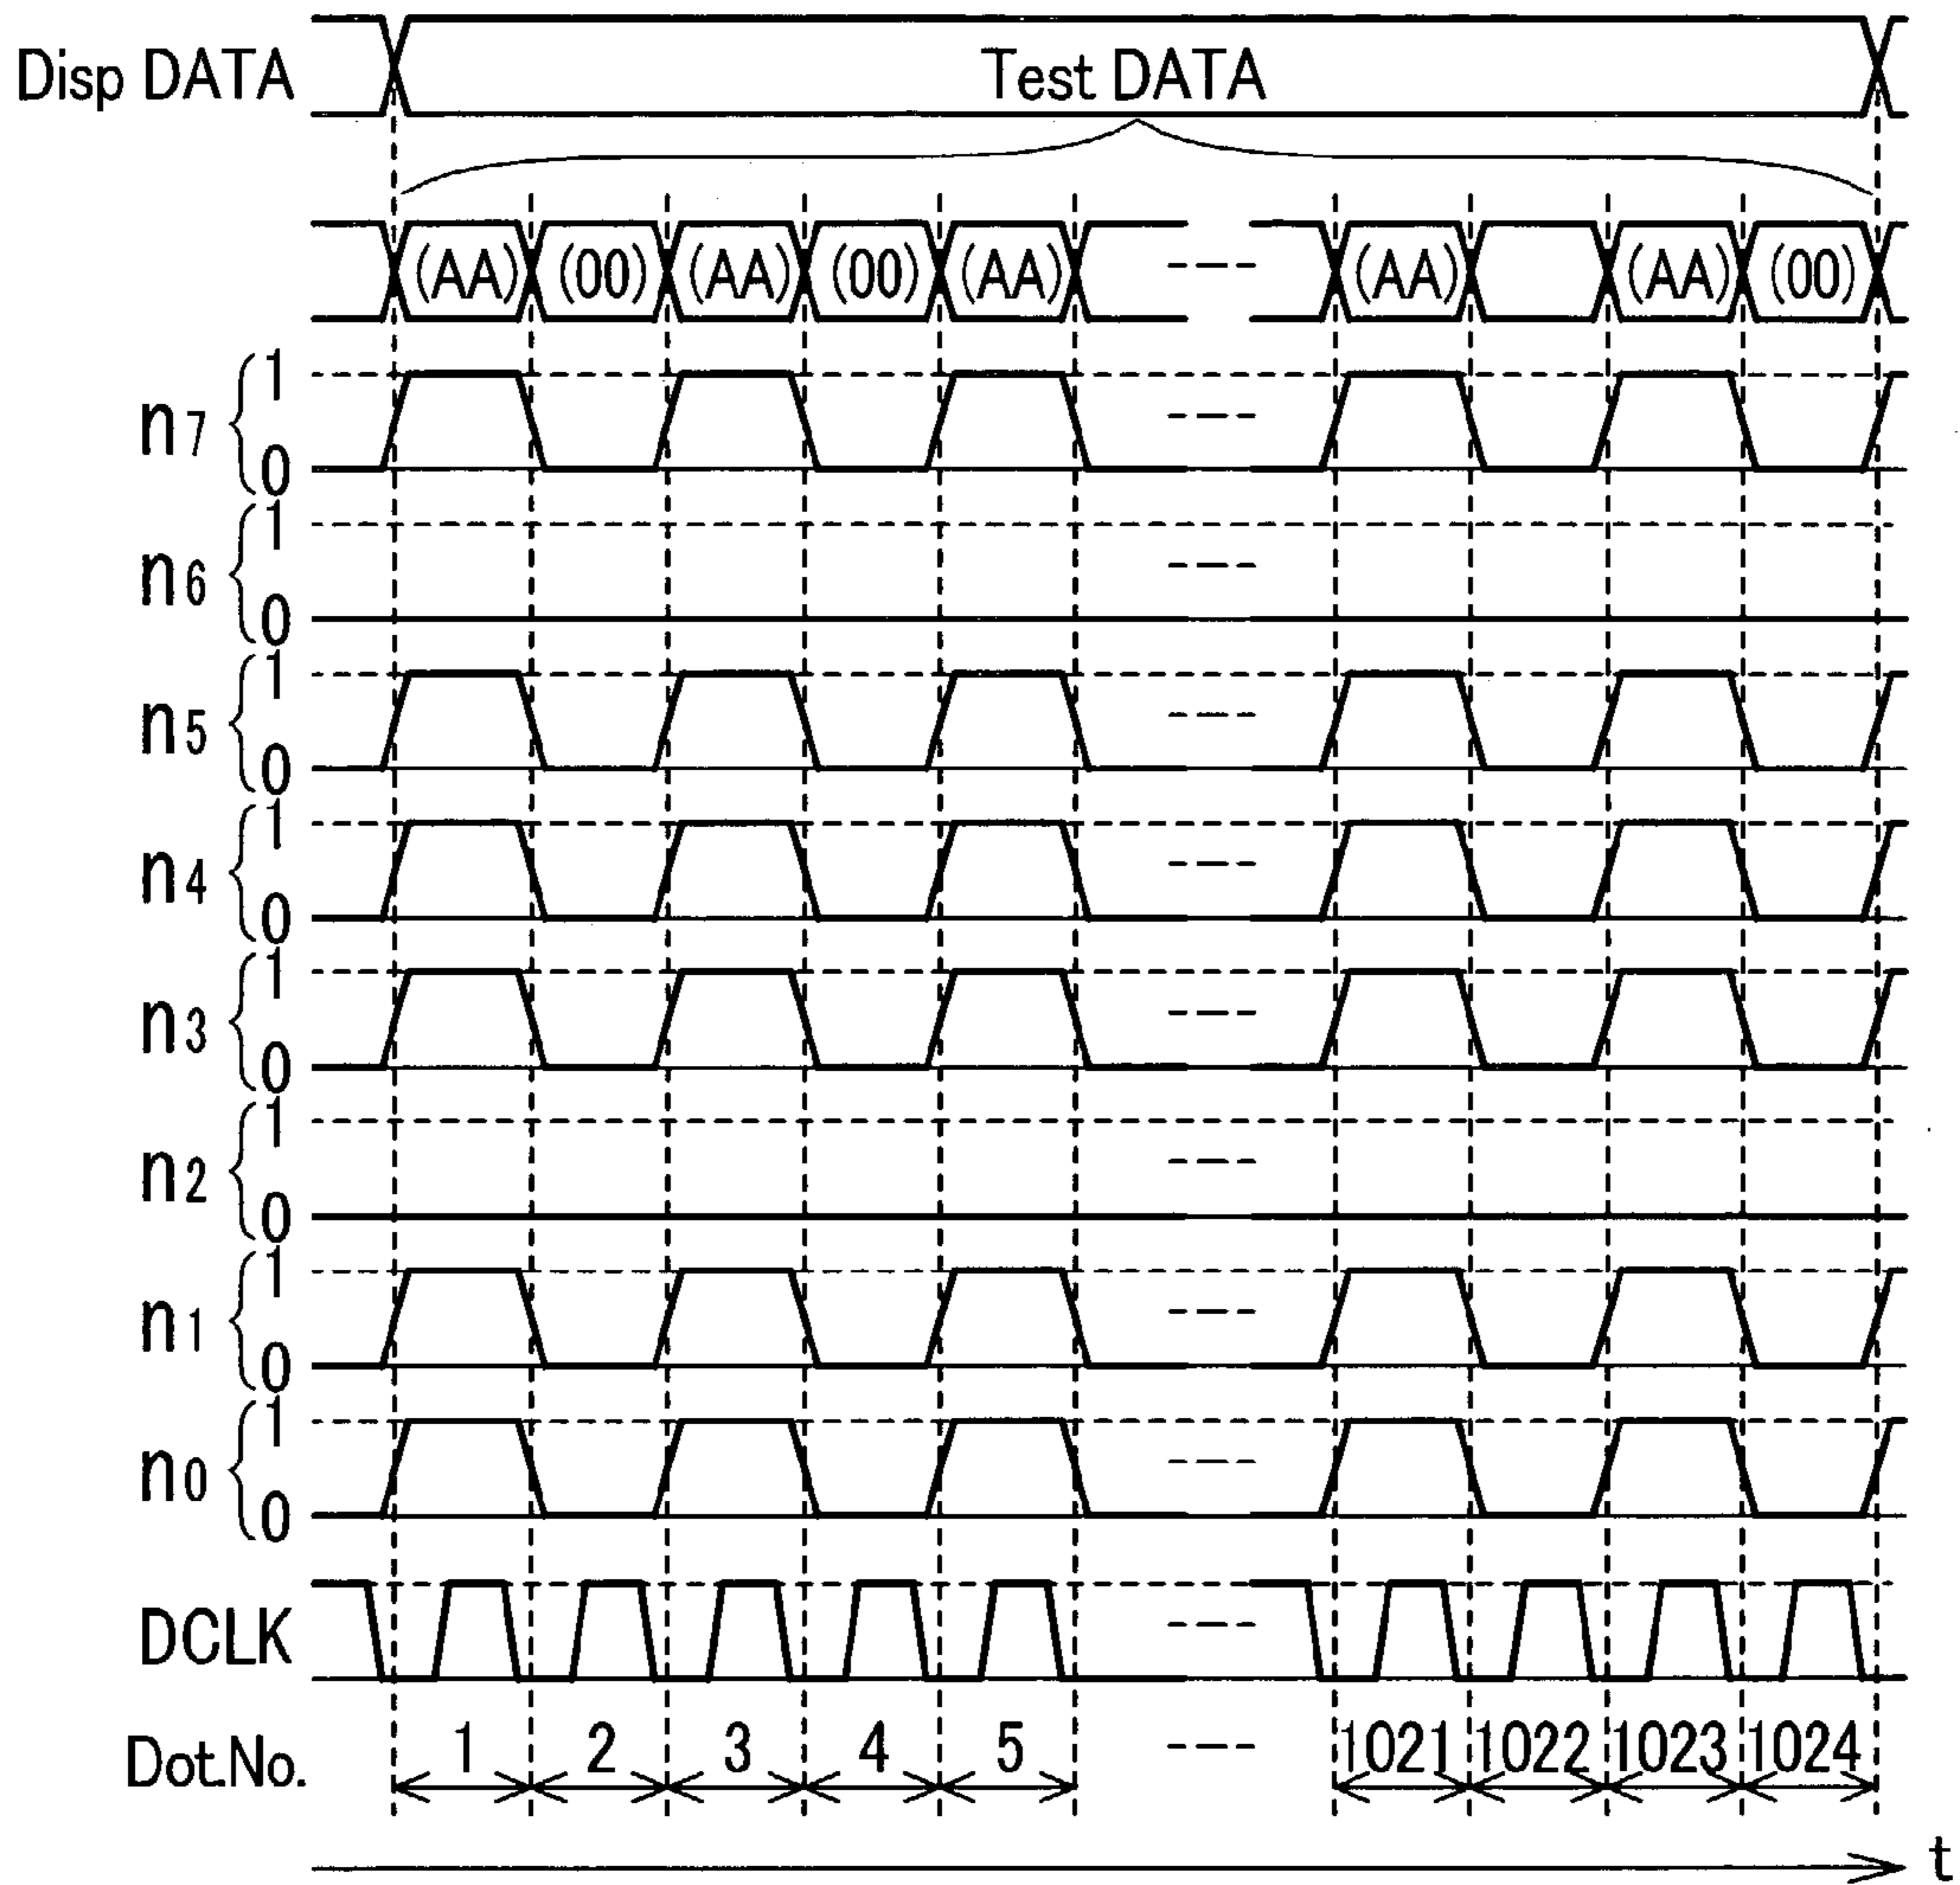 Disp DATA Test DATA
(AA) (00) (AA) (00) (AA) ---- (AA) (AA) (00)
n7 1 0 ----
n6 1 0 ----
n5 1 0 ----
n4 1 0 ----
n3 1 0 ----
n2 1 0 ----
n1 1 0 ----
n0 1 0 ----
DCLK ----
Dot.No. 1 2 3 4 5 ---- 1021 1022 1023 1024
t